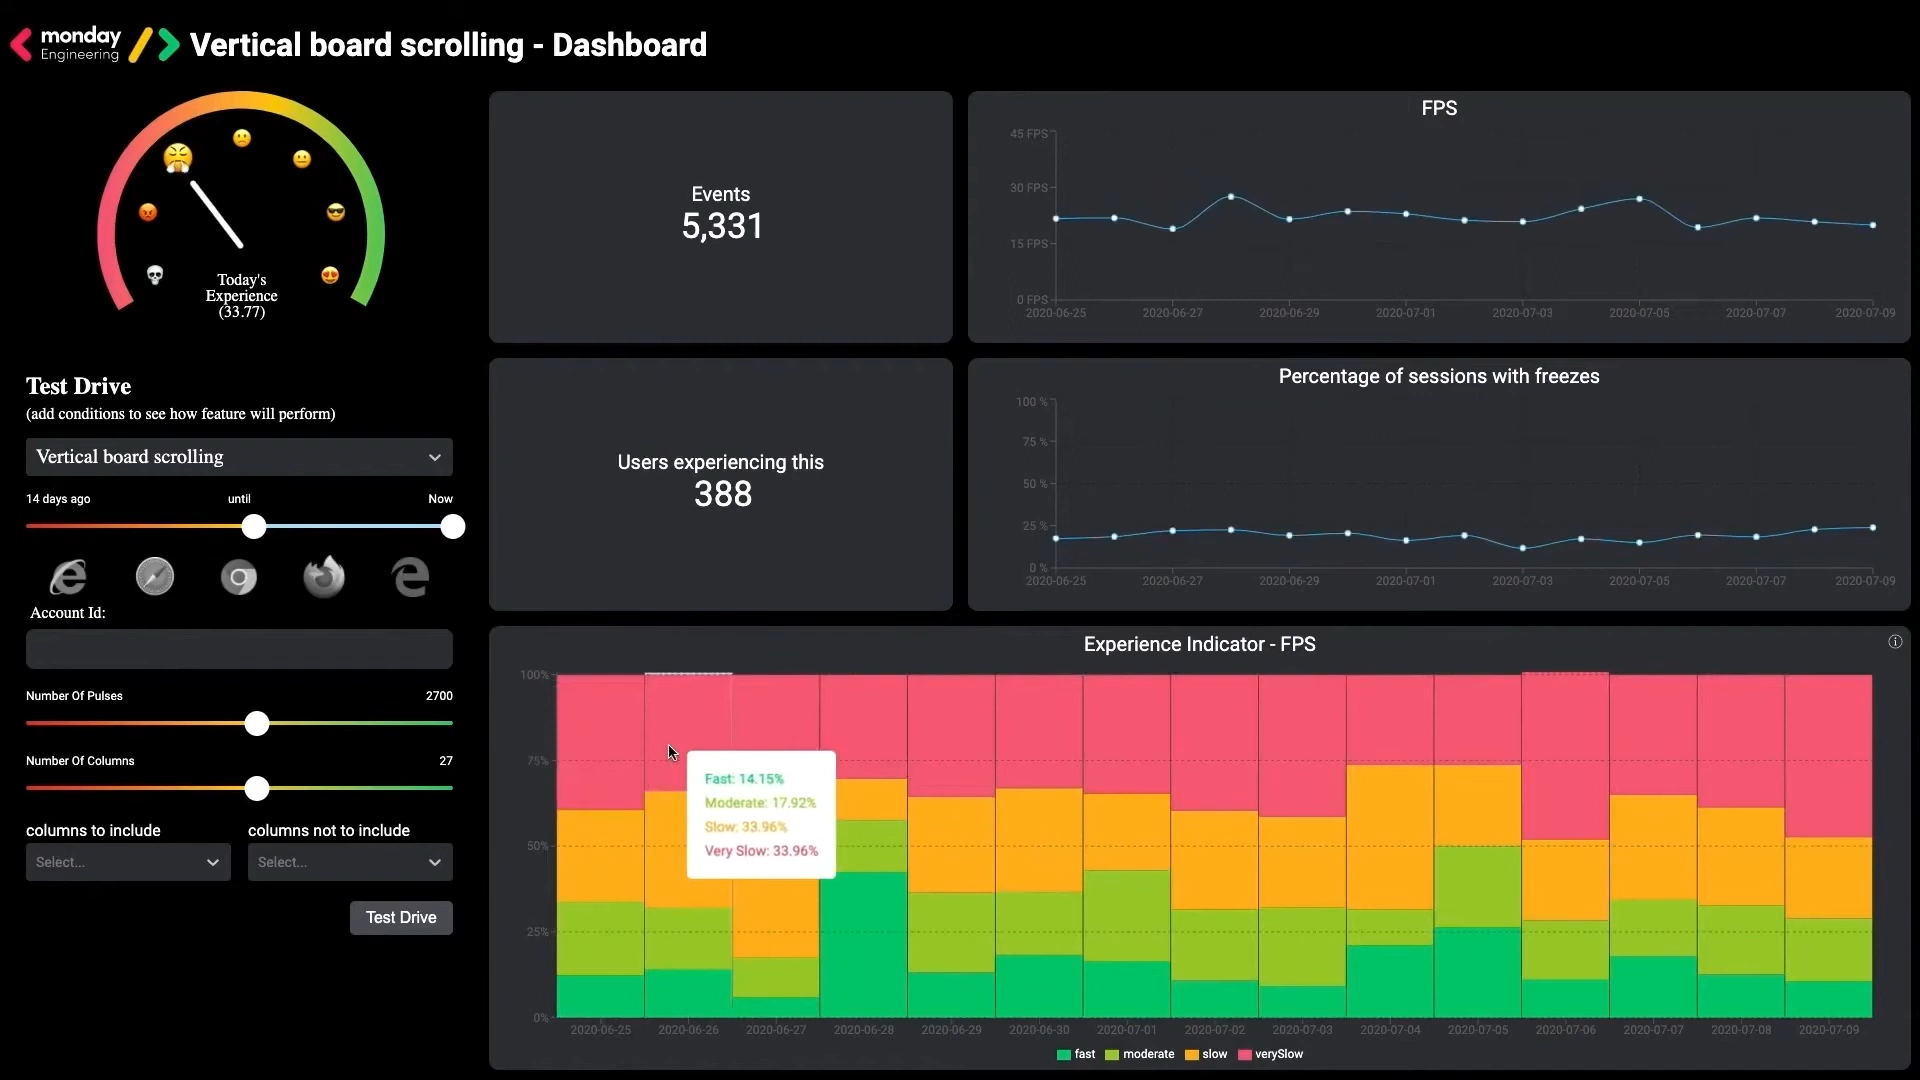 monday
Engineering
Vertical board scrolling - Dashboard
Today's
Experience
(33.77)
Test Drive
(add conditions to see how feature will perform)
Vertical board scrolling
14 days ago until Now
Account Id:
Number Of Pulses 2700
Number Of Columns 27
columns to include columns not to include
Select... Select...
Test Drive
Events
5,331
FPS
45 FPS
30 FPS
15 FPS
0 FPS
2020-06-25 2020-06-27 2020-06-29 2020-07-01 2020-07-03 2020-07-05 2020-07-07 2020-07-09
Users experiencing this
388
Percentage of sessions with freezes
100 %
75 %
50 %
25 %
0 %
2020-06-25 2020-06-27 2020-06-29 2020-07-01 2020-07-03 2020-07-05 2020-07-07 2020-07-09
Experience Indicator - FPS
100%
75%
50%
25%
0%
Fast: 14.15%
Moderate: 17.92%
Slow: 33.96%
Very Slow: 33.96%
2020-06-25 2020-06-26 2020-06-27 2020-06-28 2020-06-29 2020-06-30 2020-07-01 2020-07-02 2020-07-03 2020-07-04 2020-07-05 2020-07-06 2020-07-07 2020-07-08 2020-07-09
fast moderate slow verySlow